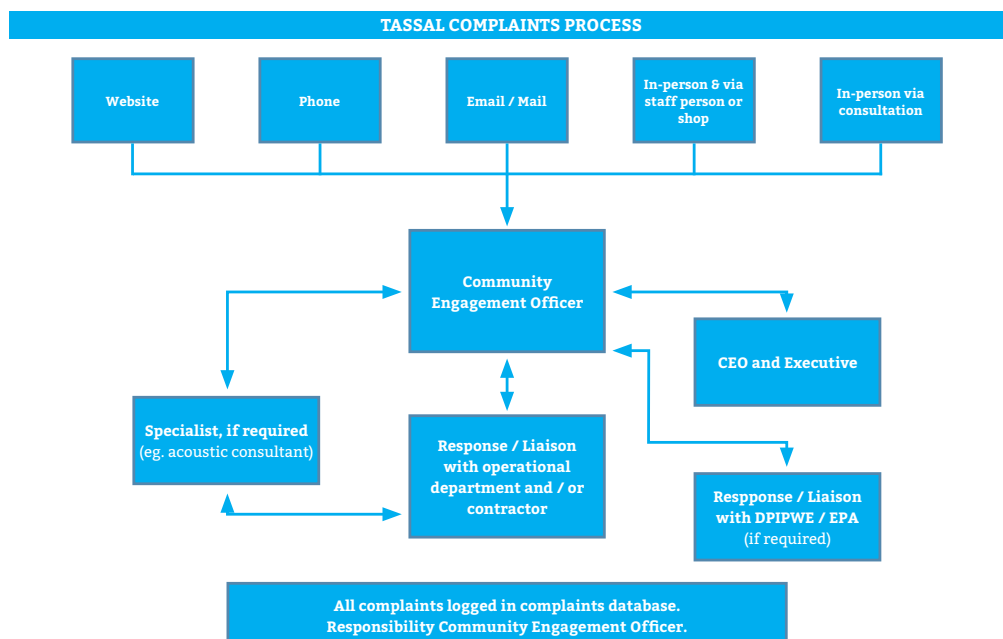 TASSAL COMPLAINTS PROCESS
Website
Phone
Email / Mail
In-person & via
staff person or
shop
In-person via
consultation
Community
Engagement Officer
CEO and Executive
Specialist, if required
(eg. acoustic consultant)
Response / Liaison
with operational
department and / or
contractor
Respponse / Liaison
with DPIPWE / EPA
(if required)
All complaints logged in complaints database.
Responsibility Community Engagement Officer.